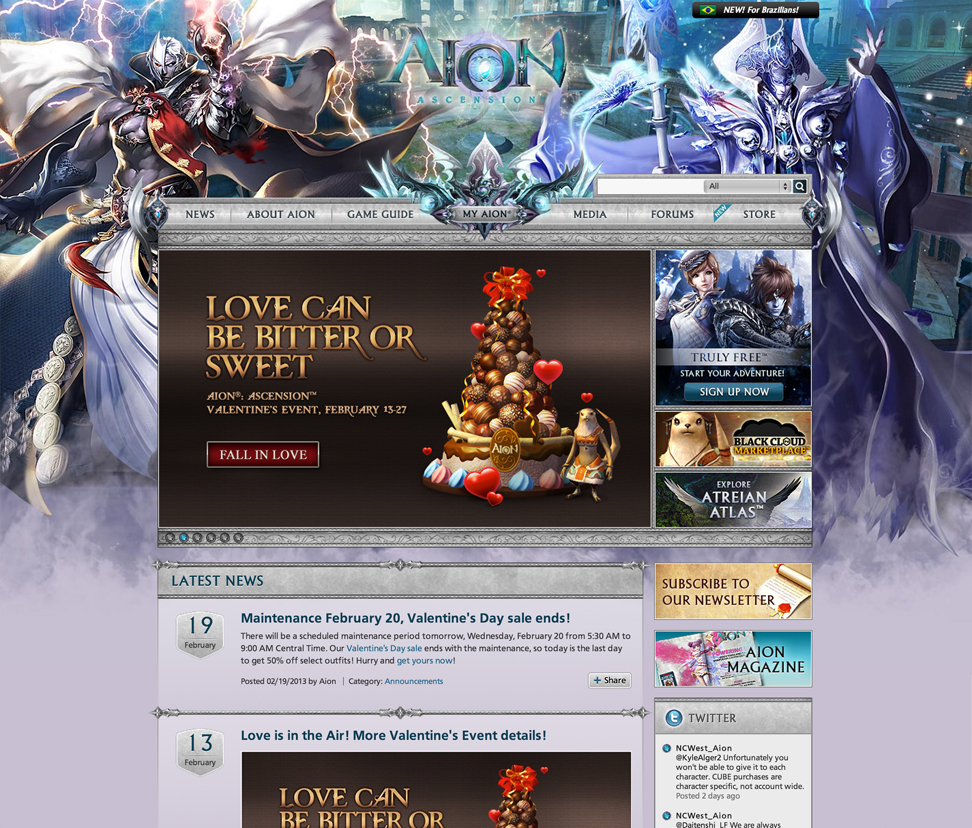 NEW! For Brazilians!
AION
ASCENSION
All
NEWS
ABOUT AION
GAME GUIDE
MY AION®
MEDIA
FORUMS
NEW
STORE
LOVE CAN
BE BITTER OR
SWEET
AION®: ASCENSION™
VALENTINE'S EVENT, FEBRUARY 13-27
FALL IN LOVE
AION
TRULY FREE™
START YOUR ADVENTURE!
SIGN UP NOW
BLACK CLOUD
MARKETPLACE
EXPLORE
ATREIAN
ATLAS™
LATEST NEWS
19
February
Maintenance February 20, Valentine's Day sale ends!
There will be a scheduled maintenance period tomorrow, Wednesday, February 20 from 5:30 AM to
9:00 AM Central Time. Our Valentine's Day sale ends with the maintenance, so today is the last day
to get 50% off select outfits! Hurry and get yours now!
Posted 02/19/2013 by Aion | Category: Announcements
+ Share
13
February
Love is in the Air! More Valentine's Event details!
LOVE CAN
BE BITTER OR
SUBSCRIBE TO
OUR NEWSLETTER
AION
MAGAZINE
TWITTER
NCWest_Aion
@KyleAlger2 Unfortunately you
won't be able to give it to each
character. CUBE purchases are
character specific, not account wide.
Posted 2 days ago
NCWest_Aion
@Daitenshi_LF We are always